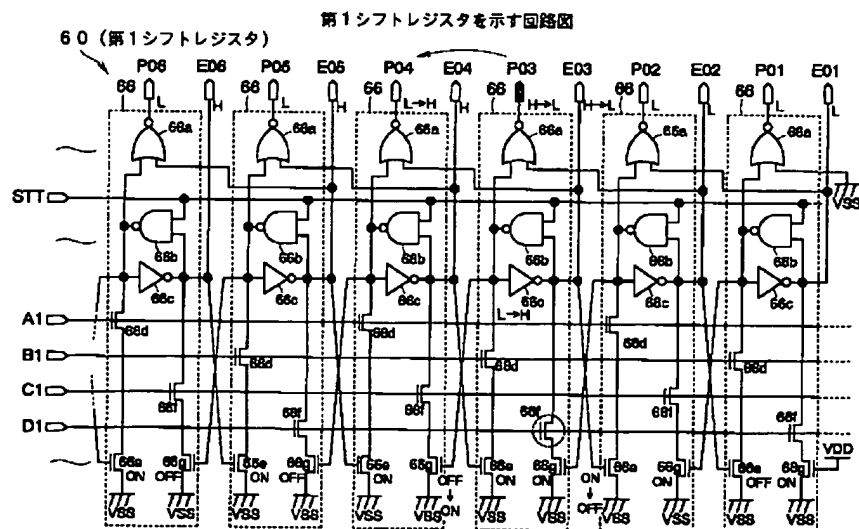 第1シフトレジスタを示す回路図
60 (第1シフトレジスタ)
P06 E06 P05 E05 P04 E04 P03 E03 P02 E02 P01 E01
66 66 66 66 66 66
L H L H L→H H H→L H→L L L L L
66a 66a 66a 66a 66a 66a
STT
VSS
66b 66b 66b 66b 66b 66b
66c 66c 66c 66c 66c 66c
L→H
A1
66d 66d 66d
B1
66d 66d 66d
C1
66f 66f 66f
D1
66f 66f 66f
VDD
66e 66g 66e 66g 66e 66g 66e 66g 66e 66g 66e 66g
ON OFF ON OFF ON OFF↓ON ON ON ON↓OFF ON OFF ON
VSS VSS VSS VSS VSS VSS VSS VSS VSS VSS VSS VSS